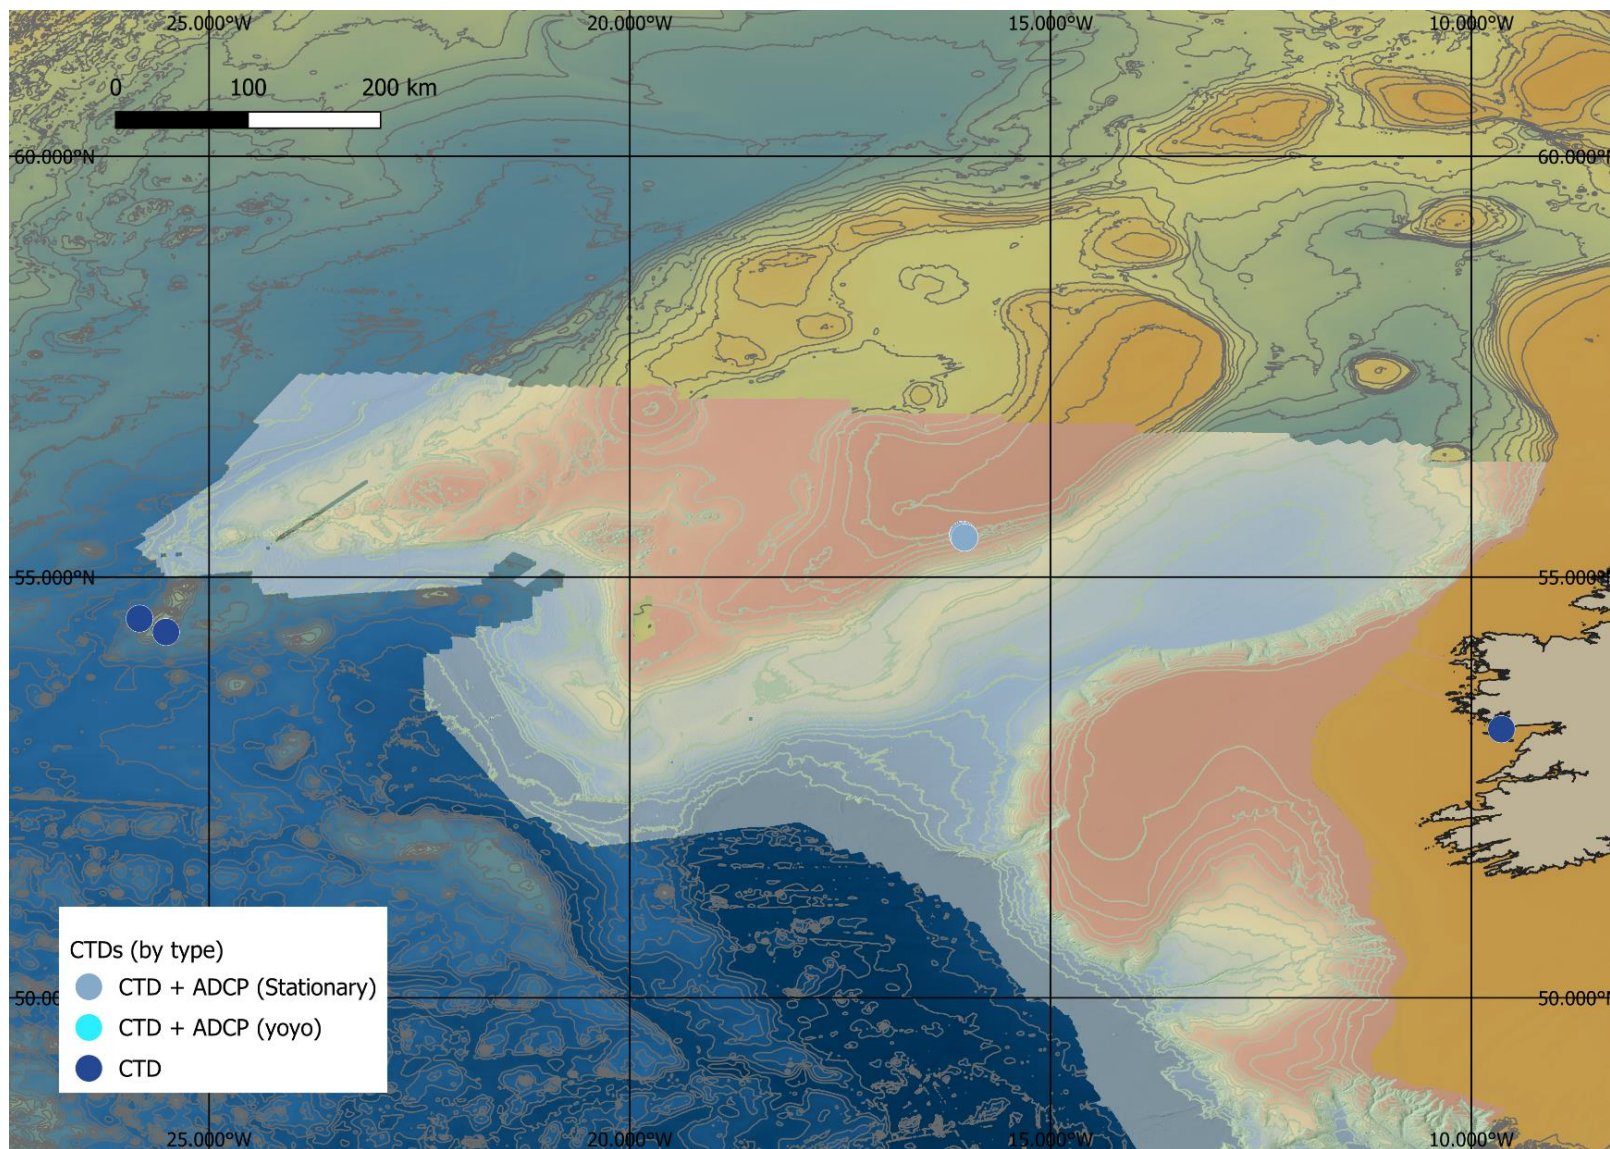 25.000°W 20.000°W 15.000°W 10.000°W
0 100 200 km
60.000°N 60.000°N
55.000°N 55.000°N
CTDs (by type)
CTD + ADCP (Stationary)
50.00 50.000°N
CTD + ADCP (yoyo)
CTD
25.000°W 20.000°W 15.000°W 10.000°W